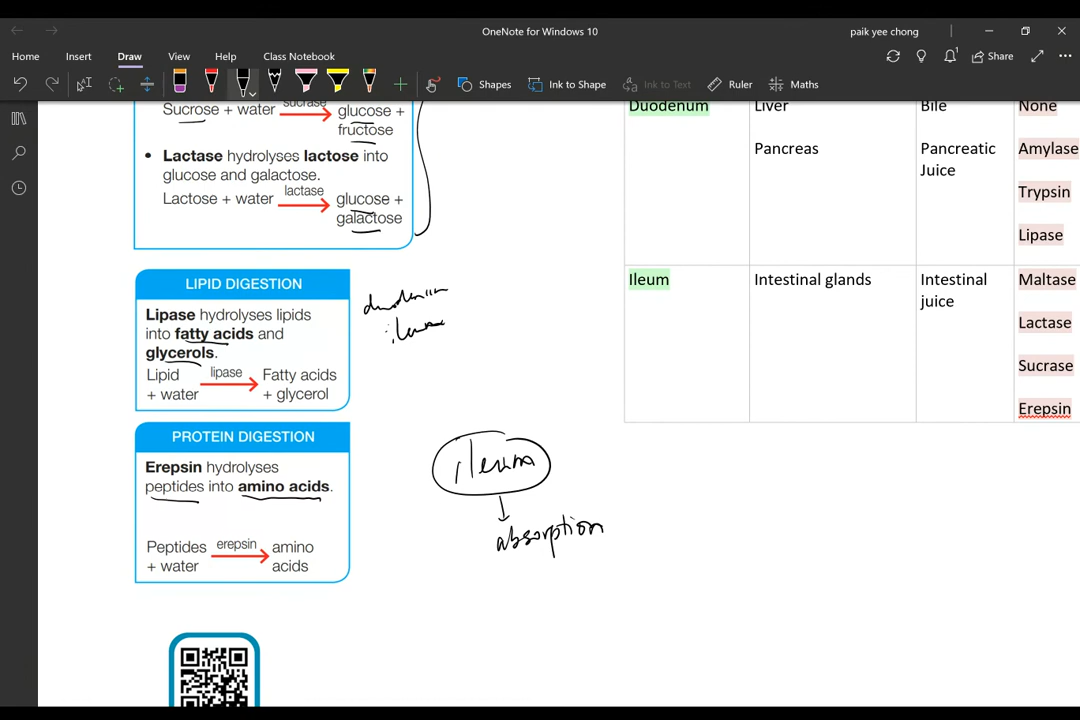 OneNote for Windows 10
paik yee chong
Home
Insert
Draw
View
Help
Class Notebook
Share
Shapes
Ink to Shape
Ink to Text
Ruler
Maths
Sucrose + water
sucrase
glucose +
fructose
• Lactase hydrolyses lactose into
glucose and galactose.
lactase
Lactose + water
glucose +
galactose
LIPID DIGESTION
Lipase hydrolyses lipids
into fatty acids and
glycerols.
Lipid
+ water
lipase
Fatty acids
+ glycerol
duodenum
ileum
PROTEIN DIGESTION
Erepsin hydrolyses
peptides into amino acids.
Peptides
+ water
erepsin
amino
acids
ileum
absorption
Duodenum
Liver
Bile
None
Pancreas
Pancreatic
Juice
Amylase
Trypsin
Lipase
Ileum
Intestinal glands
Intestinal
juice
Maltase
Lactase
Sucrase
Erepsin